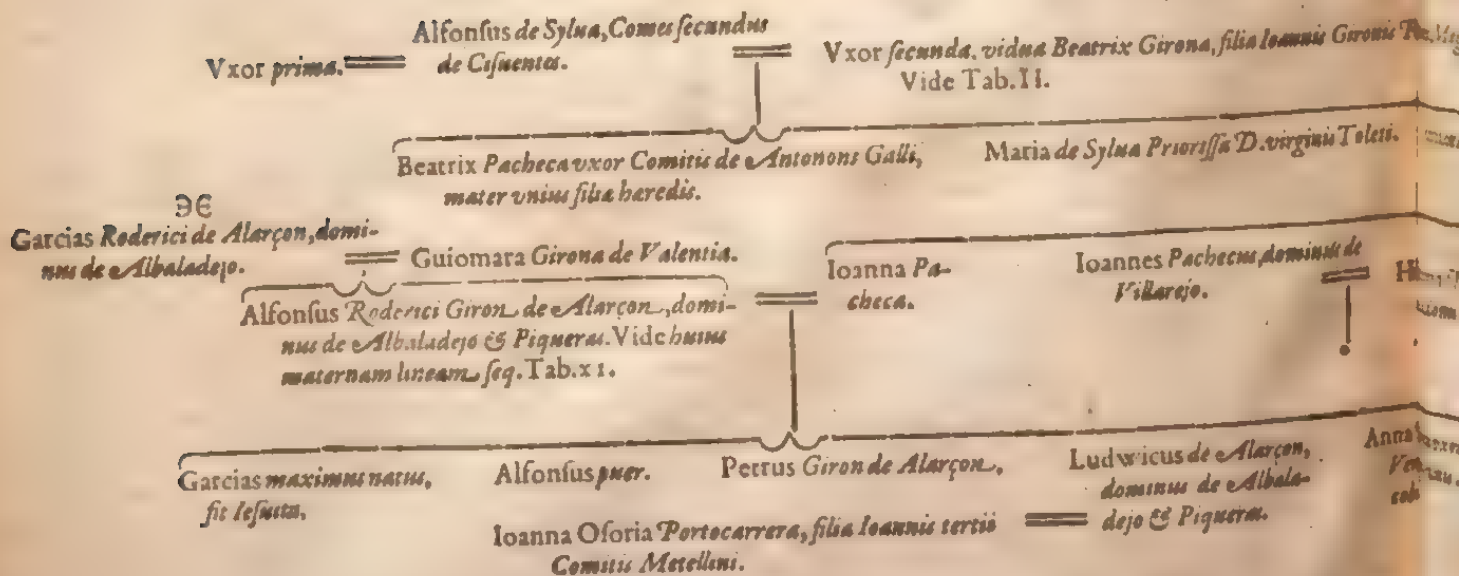 Vxor prima.
Alfonſus de Sylua, Comes ſecundus
de Cifuentes.
Vxor ſecunda. vidua Beatrix Girona, filia Ioannis Gironis
Vide Tab. II.
Beatrix Pacheca vxor Comitis de Antonons Galli,
mater vnius filiæ hæredis.
Maria de Sylua Prioriſſa D. virginis Toleti.
Garcias Roderici de Alarçon, domi-
nus de Albaladejo.
Guiomara Girona de Valentia.
Ioanna Pa-
checa.
Ioannes Pachecus, dominus de
Villarejo.
Alfonſus Roderici Giron de Alarçon, domi-
nus de Albaladejo & Piqueras. Vide huius
maternam lineam ſeq. Tab. XI.
Garcias maximus natus,
fit Ieſuita.
Alfonſus puer.
Petrus Giron de Alarçon,
Ludwicus de Alarçon,
dominus de Albala-
dejo & Piqueras.
Anna
Ioanna Oſoria Portocarrera, filia Ioannis tertii
Comitis Metellini.